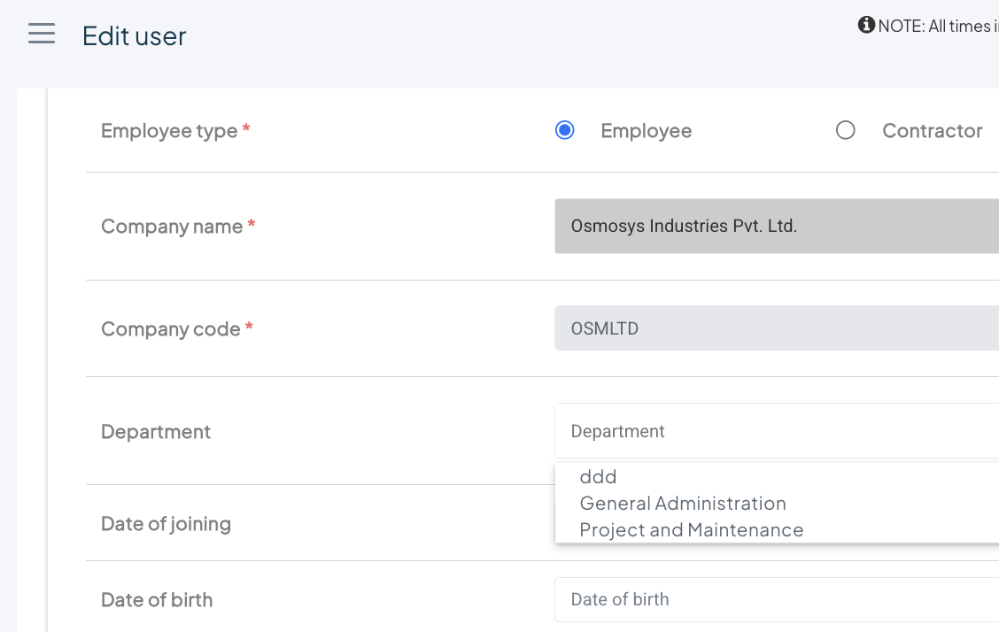 Edit user
NOTE: All times
Employee type *
Employee
Contractor
Company name *
Osmosys Industries Pvt. Ltd.
Company code *
OSMLTD
Department
Department
ddd
General Administration
Project and Maintenance
Date of joining
Date of birth
Date of birth